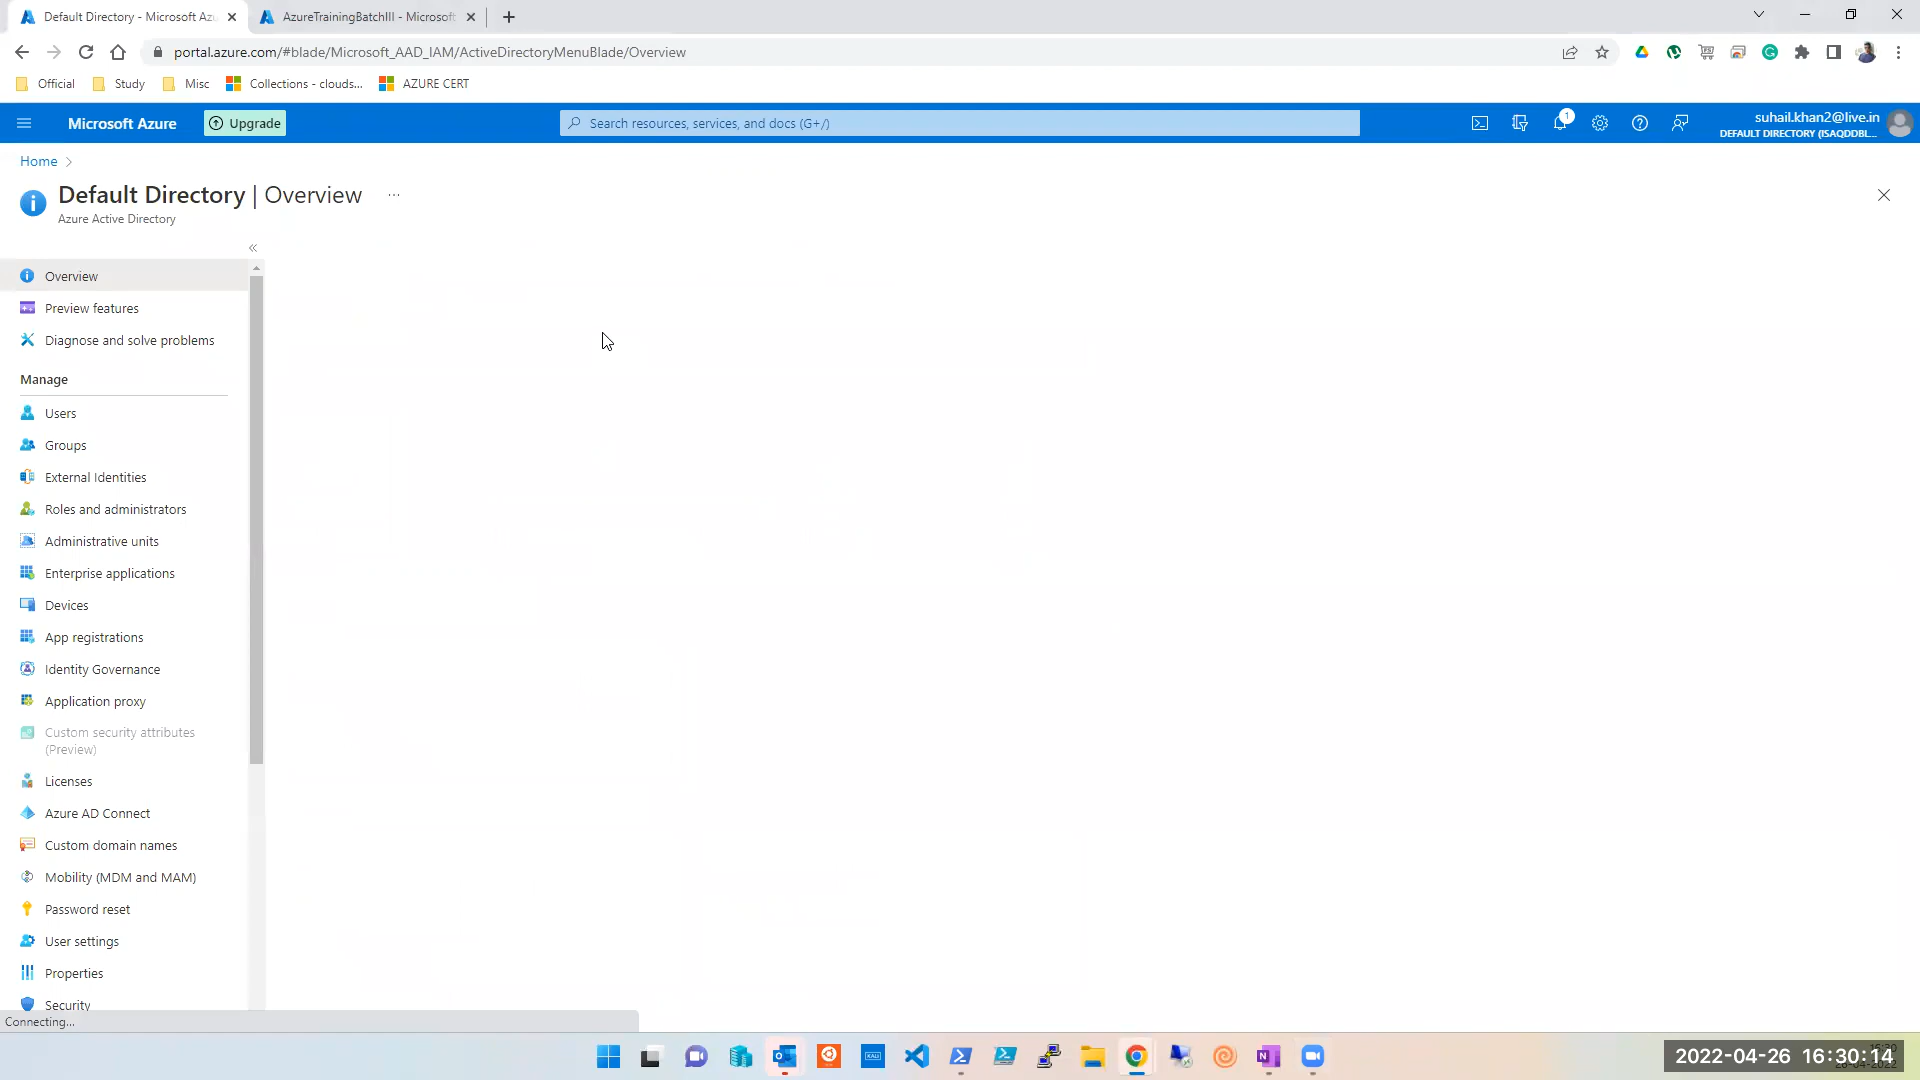 Default Directory - Microsoft Azu
AzureTrainingBatchIII - Microsoft
portal.azure.com/#blade/Microsoft_AAD_IAM/ActiveDirectoryMenuBlade/Overview
Official
Study
Misc
Collections - clouds...
AZURE CERT
Microsoft Azure
Upgrade
Search resources, services, and docs (G+/)
1
suhail.khan2@live.in
DEFAULT DIRECTORY (ISAQDDBL...
Home
Default Directory | Overview
Azure Active Directory
Overview
Preview features
Diagnose and solve problems
Manage
Users
Groups
External Identities
Roles and administrators
Administrative units
Enterprise applications
Devices
App registrations
Identity Governance
Application proxy
Custom security attributes
(Preview)
Licenses
Azure AD Connect
Custom domain names
Mobility (MDM and MAM)
Password reset
User settings
Properties
Security
Connecting...
2022-04-26 16:30:14